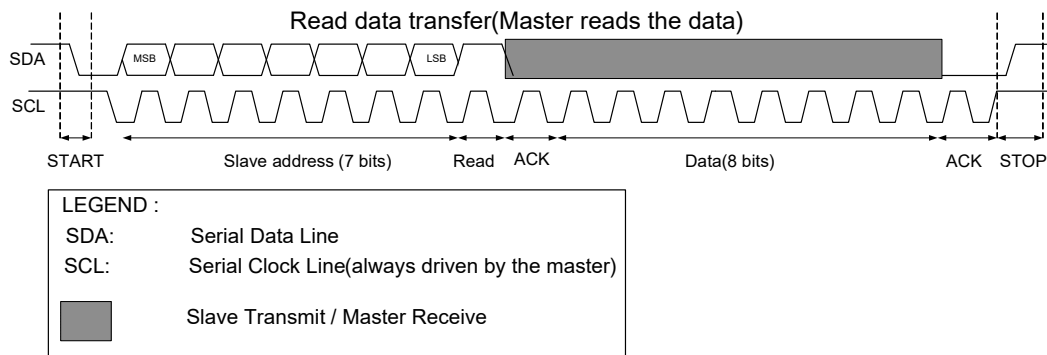 Read data transfer(Master reads the data)
SDA MSB LSB
SCL
START Slave address (7 bits) Read ACK Data(8 bits) ACK STOP
LEGEND :
SDA: Serial Data Line
SCL: Serial Clock Line(always driven by the master)
Slave Transmit / Master Receive